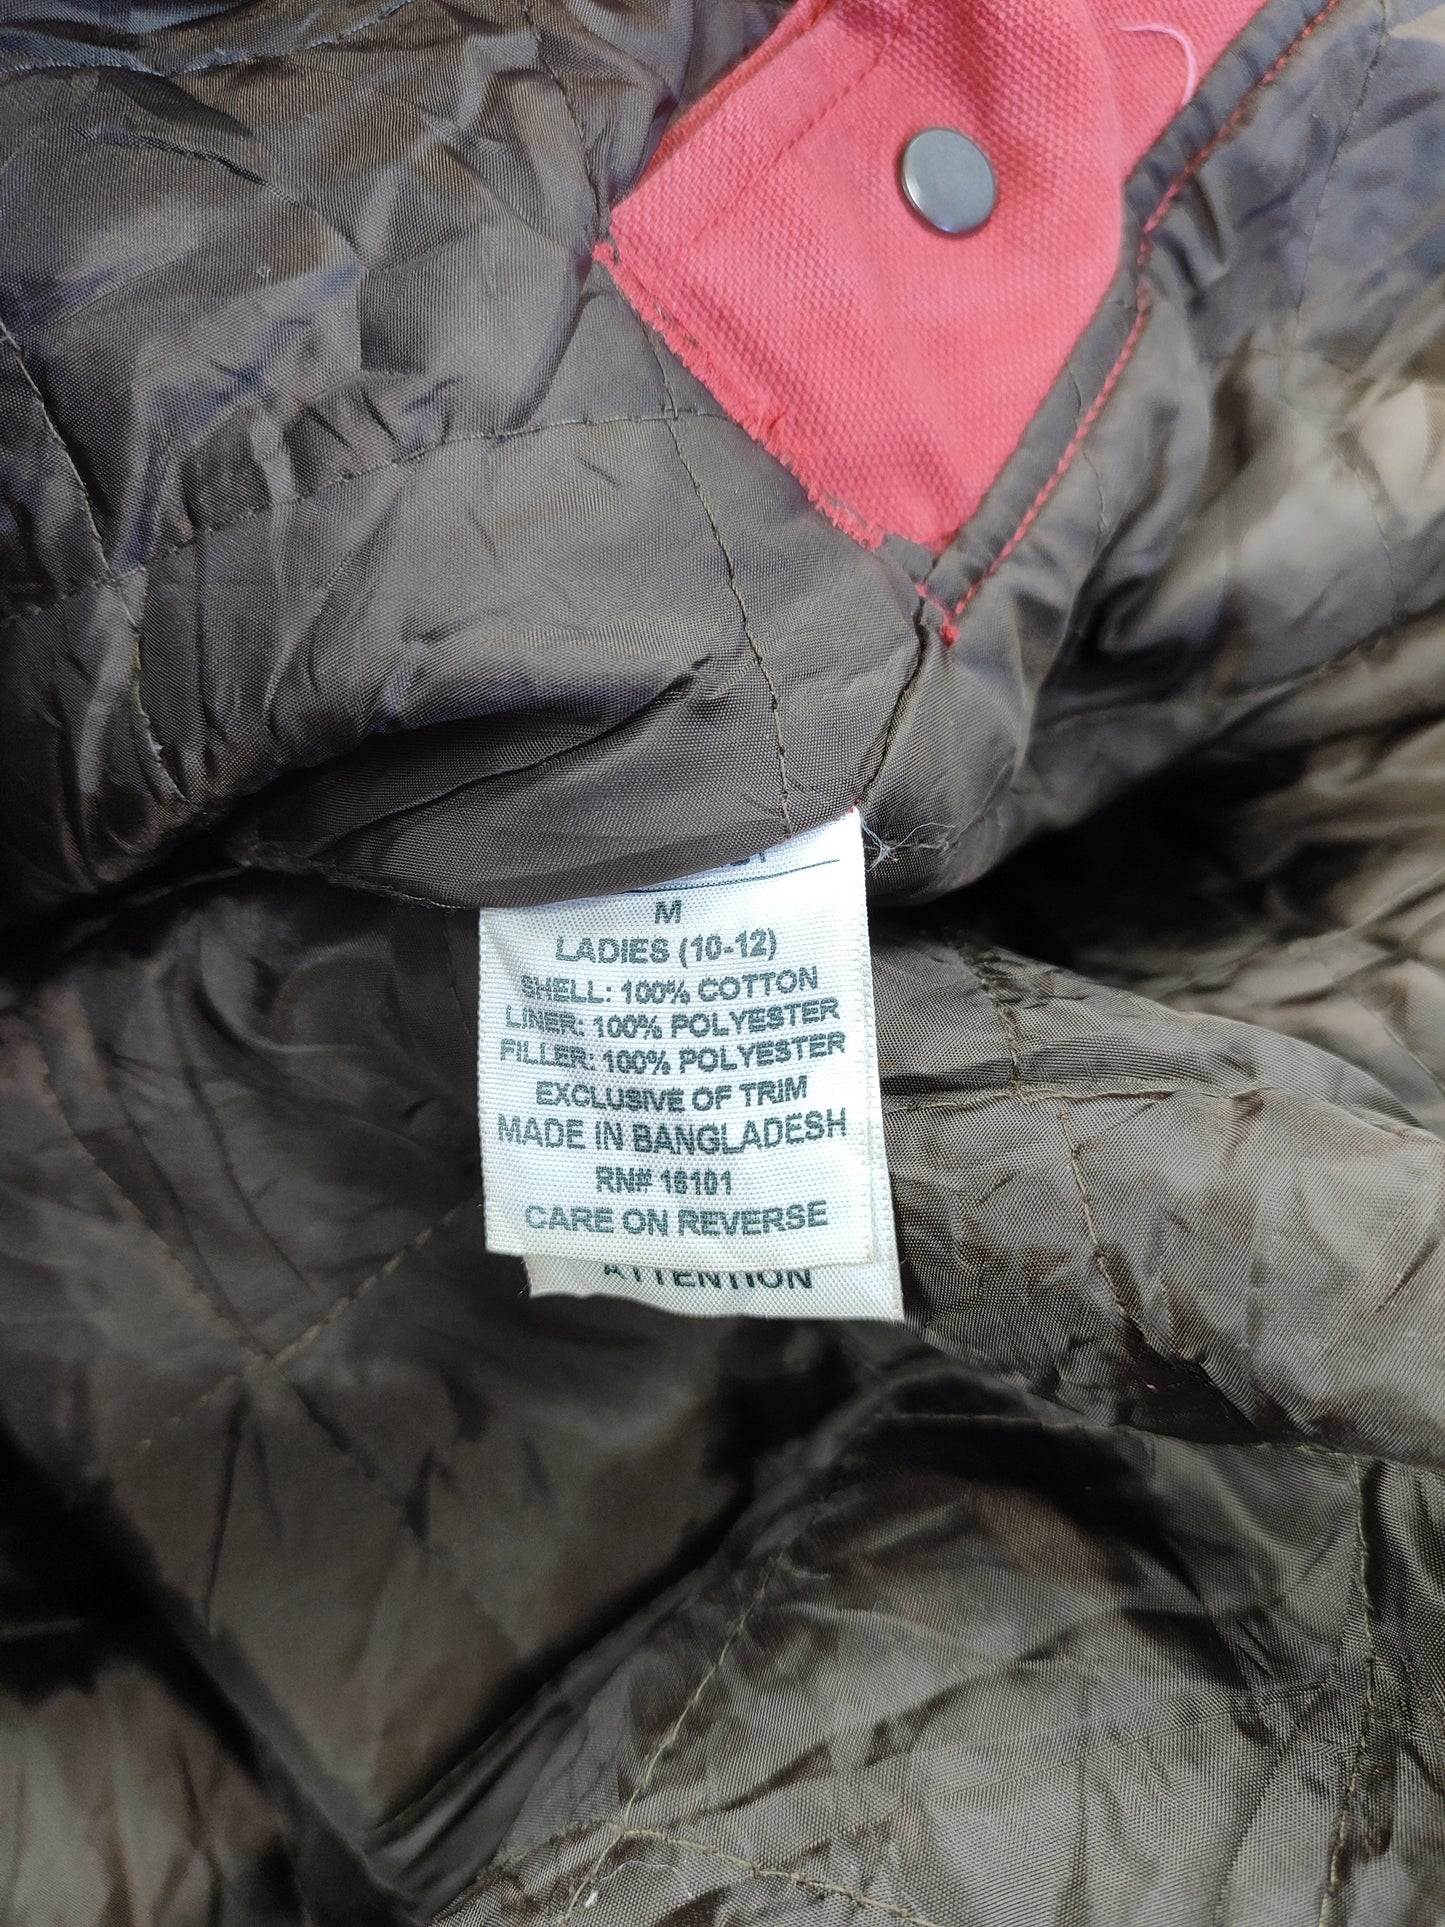 M
LADIES (10-12)
SHELL: 100% COTTON
LINER: 100% POLYESTER
FILLER: 100% POLYESTER
EXCLUSIVE OF TRIM
MADE IN BANGLADESH
RN# 16101
CARE ON REVERSE
ATTENTION